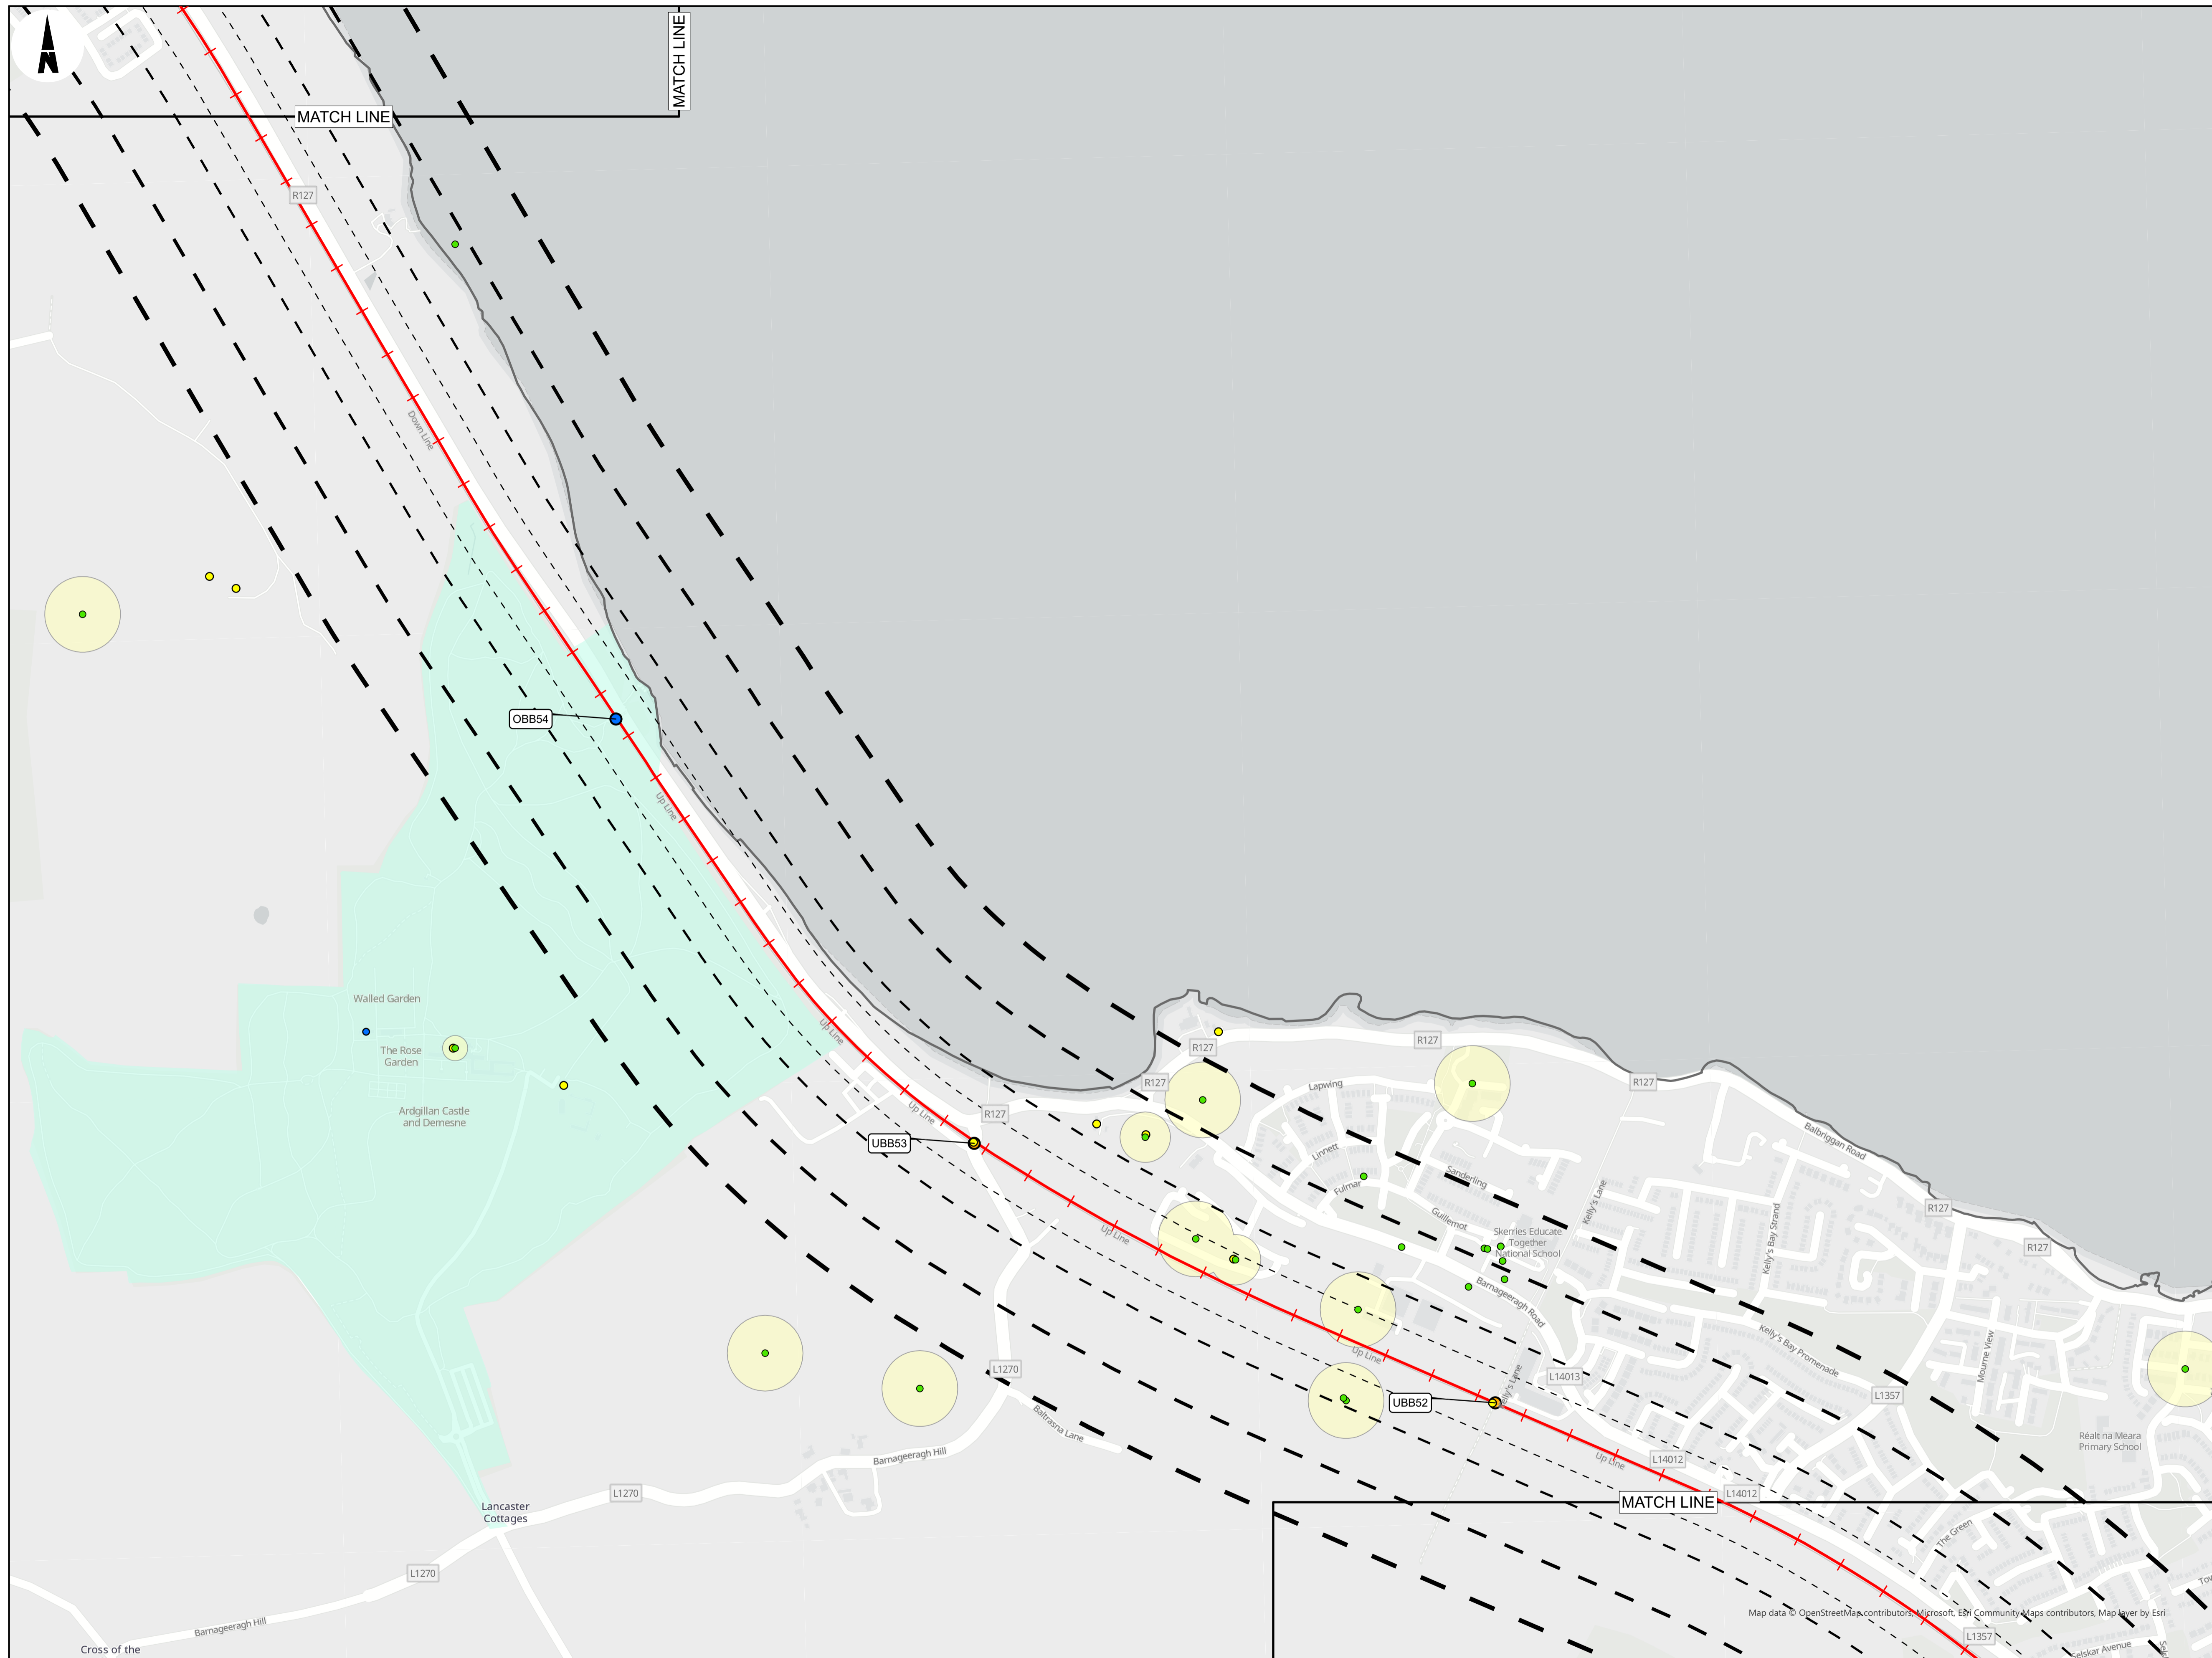 N
MATCH LINE
MATCH LINE
R127
Down Line
OBB54
Up Line
Walled Garden
The Rose
Garden
Ardgillan Castle
and Demesne
Up Line
R127
R127
R127
R127
R127
Up Line
UBB53
Lapwing
Linnett
Fulmar
Sanderling
Guillemot
Kelly's Lane
Skerries Educate
Together
National School
Kelly's Bay Strand
Balbriggan Road
R127
R127
Up Line
Barnageeragh Road
Up Line
Kelly's Lane
UBB52
L14013
Kelly's Bay Promenade
Mourne View
L1357
Réalt na Meara
Primary School
L1270
Baltrasna Lane
Barnageeragh Hill
L1270
Lancaster
Cottages
Up Line
L14012
L14012
MATCH LINE
The Green
L1270
Barnageeragh Hill
Cross of the
Map data © OpenStreetMap contributors, Microsoft, Esri Community Maps contributors, Map layer by Esri
L1357
Selskar Avenue